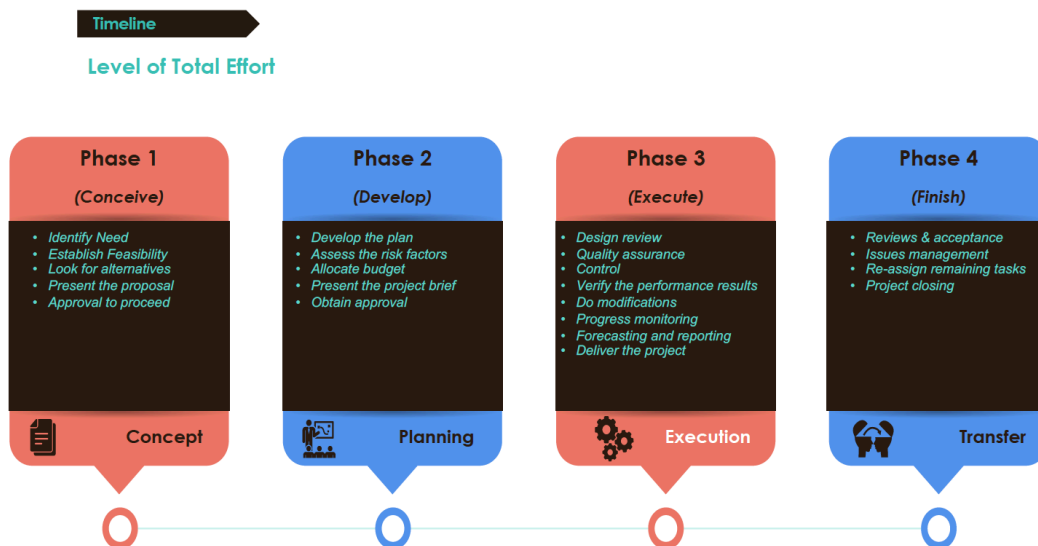 Timeline
Level of Total Effort
Phase 1
(Conceive)
• Identify Need
• Establish Feasibility
• Look for alternatives
• Present the proposal
• Approval to proceed
Concept
Phase 2
(Develop)
• Develop the plan
• Assess the risk factors
• Allocate budget
• Present the project brief
• Obtain approval
Planning
Phase 3
(Execute)
• Design review
• Quality assurance
• Control
• Verify the performance results
• Do modifications
• Progress monitoring
• Forecasting and reporting
• Deliver the project
Execution
Phase 4
(Finish)
• Reviews & acceptance
• Issues management
• Re-assign remaining tasks
• Project closing
Transfer